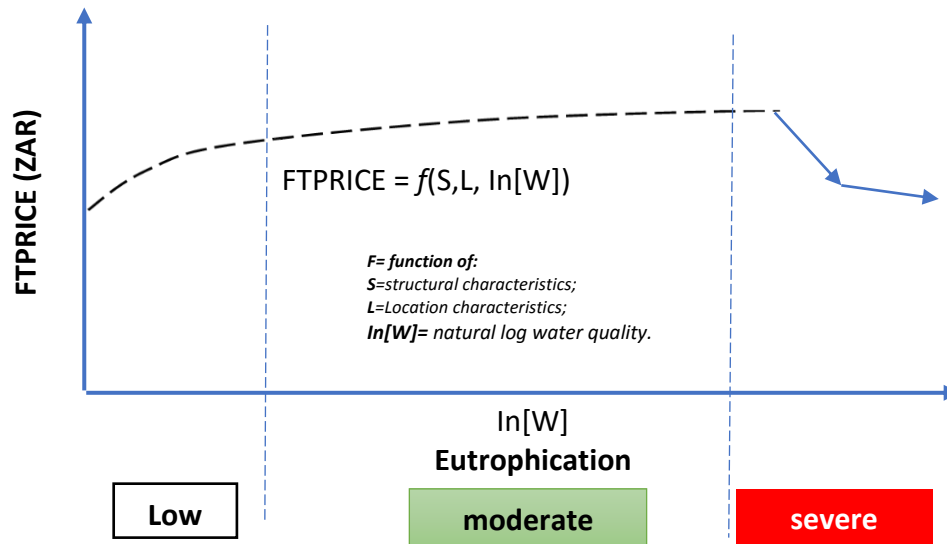 FTPRICE (ZAR)
FTPRICE = f(S,L, In[W])
F= function of:
S=structural characteristics;
L=Location characteristics;
In[W]= natural log water quality.
In[W]
Eutrophication
Low
moderate
severe